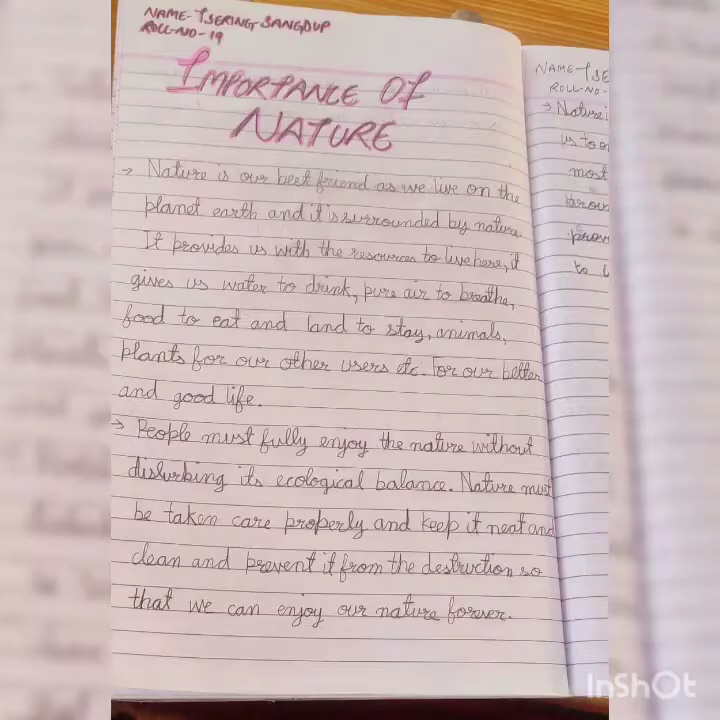 NAME- TSERING SANGDUP
ROLL-NO-19
IMPORTANCE OF
NATURE
→ Nature is our best friend as we live on the
planet earth and it is surrounded by nature.
It provides us with the resources to live here, it
gives us water to drink, pure air to breathe,
food to eat and land to stay, animals,
plants for our other users etc. For our better
and good life.
→ People must fully enjoy the nature without
disturbing its ecological balance. Nature must
be taken care properly and keep it neat and
clean and prevent it from the destruction so
that we can enjoy our nature forever.
NAME-TSE
ROLL-NO-
→ Nature i
us to
most
to
InShOt